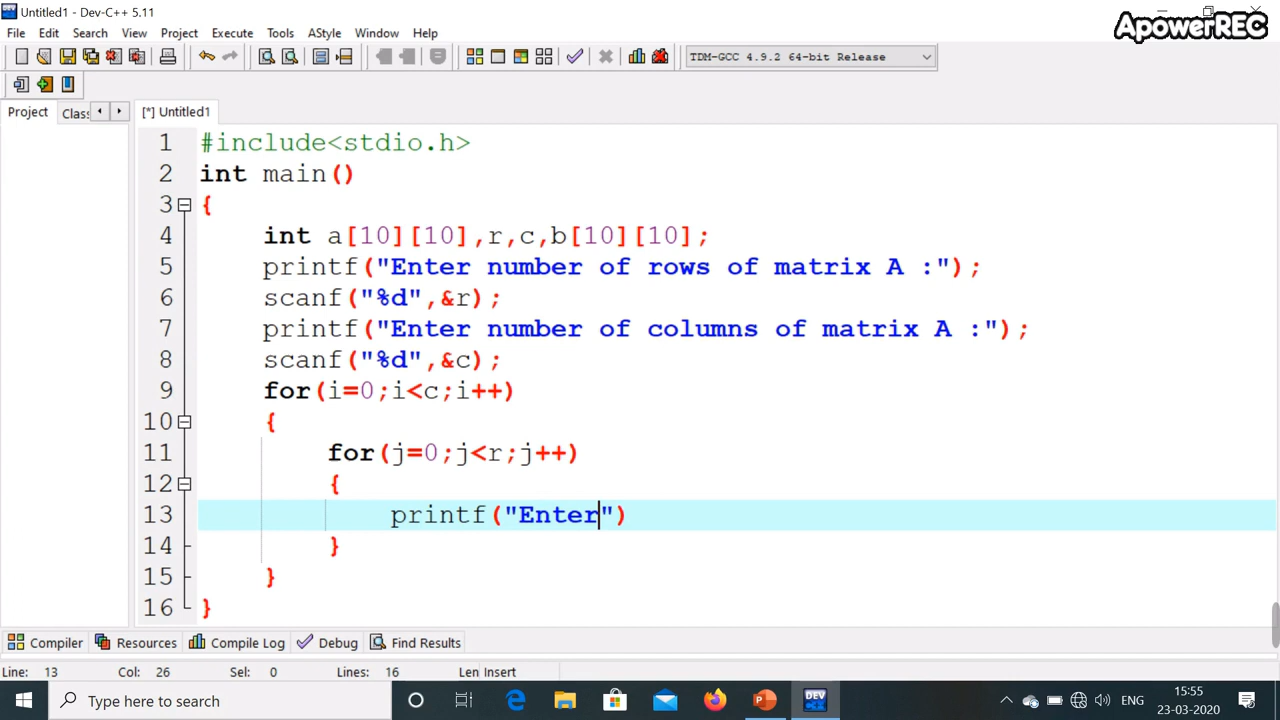 Untitled1 - Dev-C++ 5.11
ApowerREC
File Edit Search View Project Execute Tools AStyle Window Help
TDM-GCC 4.9.2 64-bit Release
Project Class [*] Untitled1
1 #include<stdio.h>
2 int main()
3 {
4 int a[10][10],r,c,b[10][10];
5 printf("Enter number of rows of matrix A :");
6 scanf("%d",&r);
7 printf("Enter number of columns of matrix A :");
8 scanf("%d",&c);
9 for(i=0;i<c;i++)
10 {
11 for(j=0;j<r;j++)
12 {
13 printf("Enter")
14 }
15 }
16 }
Compiler Resources Compile Log Debug Find Results
Line: 13 Col: 26 Sel: 0 Lines: 16 Len Insert
Type here to search DEV ENG 15:55
23-03-2020